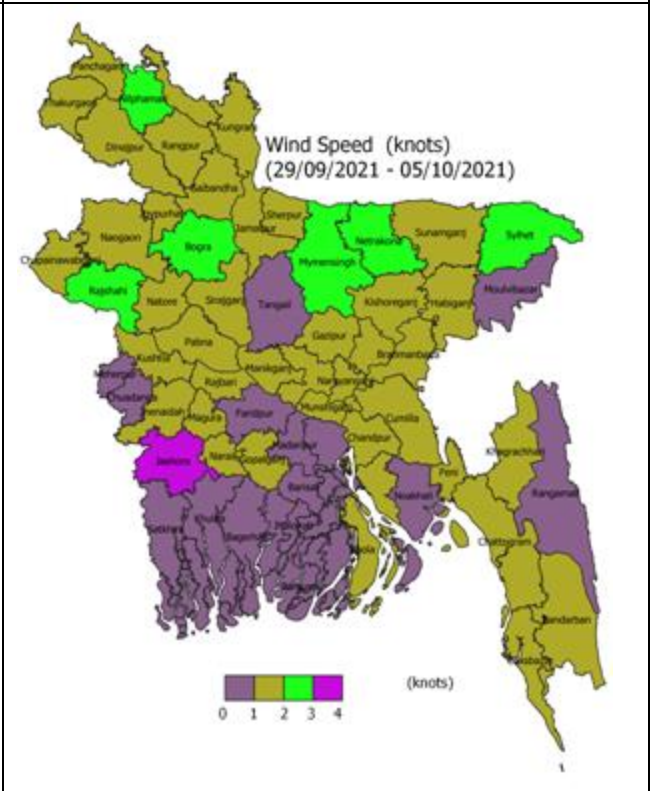 Panchagarh
Nilphamari
Thakurgaon
Kurigram
Dinajpur
Rangpur
Wind Speed (knots)
(29/09/2021 - 05/10/2021)
Gaibandha
Joypurhat
Sherpur
Jamalpur
Naogaon
Sunamganj
Sylhet
Netrakona
Bogra
Chapainawabganj
Mymensingh
Rajshahi
Moulvibazar
Natore
Sirajganj
Tangail
Kishoreganj
Habiganj
Gazipur
Pabna
Kushtia
Brahmanbaria
Manikganj
Rajbari
Narayanganj
Chuadanga
Munshiganj
Jhenaidah
Magura
Faridpur
Cumilla
Chandpur
Madaripur
Khagrachhari
Jashore
Narail
Gopalganj
Feni
Barisal
Noakhali
Rangamati
Satkhira
Khulna
Bagerhat
Chattogram
Bhola
Bandarban
(knots)
0 1 2 3 4